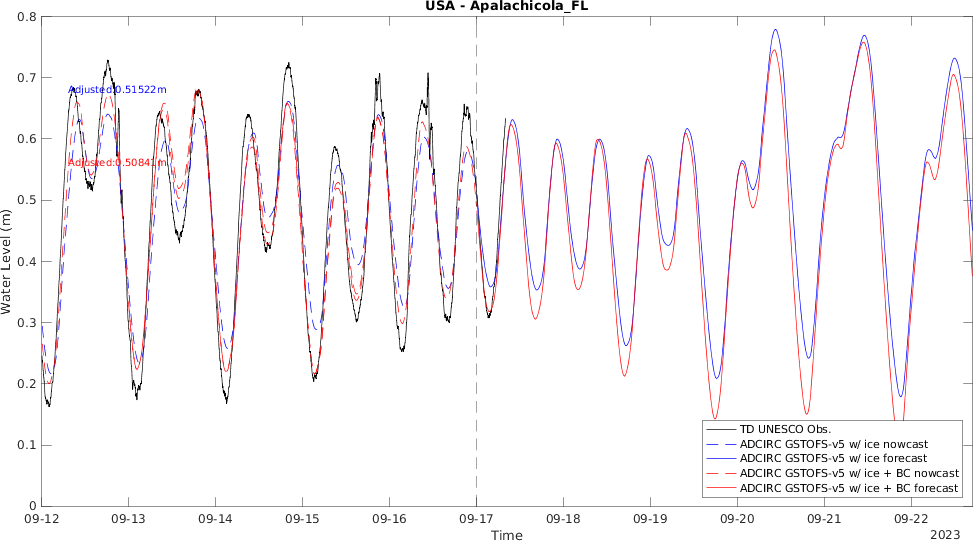 USA - Apalachicola_FL
0.8
0.7
0.6
0.5
0.4
0.3
0.2
0.1
0
Water Level (m)
Adjusted:0.51522m
Adjusted:0.50841m
TD UNESCO Obs.
ADCIRC GSTOFS-v5 w/ ice nowcast
ADCIRC GSTOFS-v5 w/ ice forecast
ADCIRC GSTOFS-v5 w/ ice + BC nowcast
ADCIRC GSTOFS-v5 w/ ice + BC forecast
09-12 09-13 09-14 09-15 09-16 09-17 09-18 09-19 09-20 09-21 09-22
Time
2023